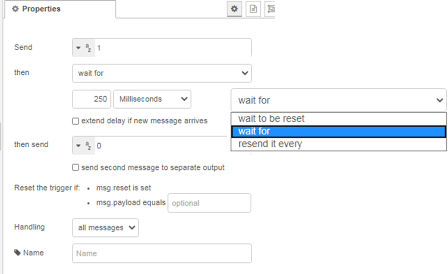 Properties
Send
a
z
1
then
wait for
250 Milliseconds
wait for
wait to be reset
wait for
resend it every
extend delay if new message arrives
then send
a
z
0
send second message to separate output
Reset the trigger if: • msg.reset is set
• msg.payload equals optional
Handling all messages
Name Name